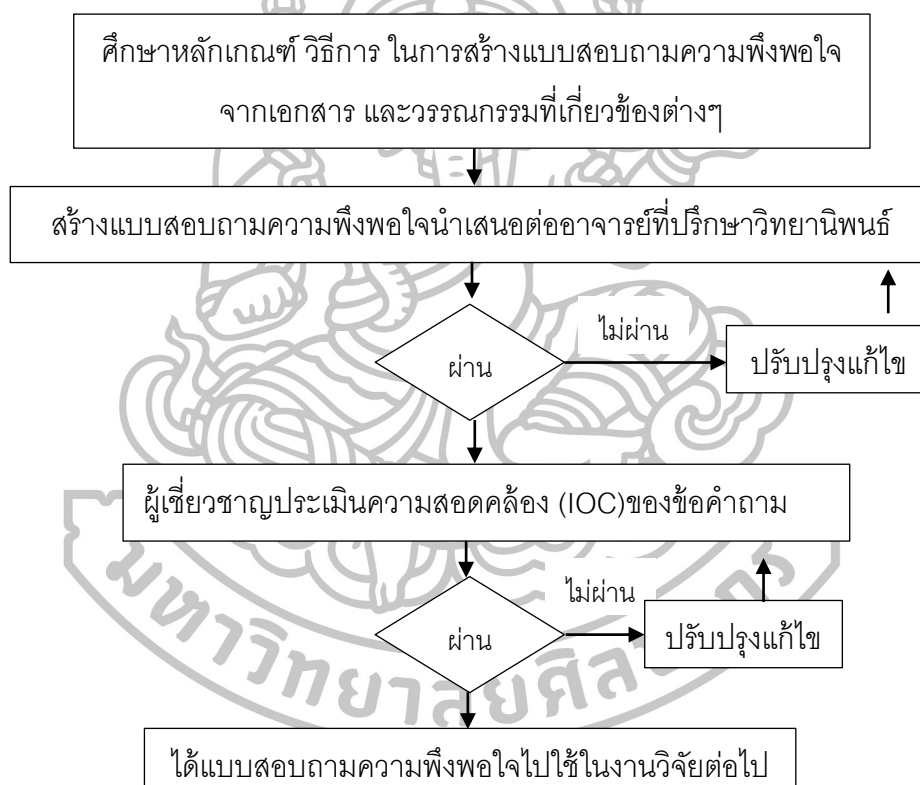 ศึกษาหลักเกณฑ์ วิธีการ ในการสร้างแบบสอบถามความพึงพอใจ
จากเอกสาร และวรรณกรรมที่เกี่ยวข้องต่างๆ
สร้างแบบสอบถามความพึงพอใจนำเสนอต่ออาจารย์ที่ปรึกษาวิทยานิพนธ์
ไม่ผ่าน
ผ่าน
ปรับปรุงแก้ไข
ผู้เชี่ยวชาญประเมินความสอดคล้อง (IOC)ของข้อคำถาม
ไม่ผ่าน
ผ่าน
ปรับปรุงแก้ไข
ได้แบบสอบถามความพึงพอใจไปใช้ในงานวิจัยต่อไป